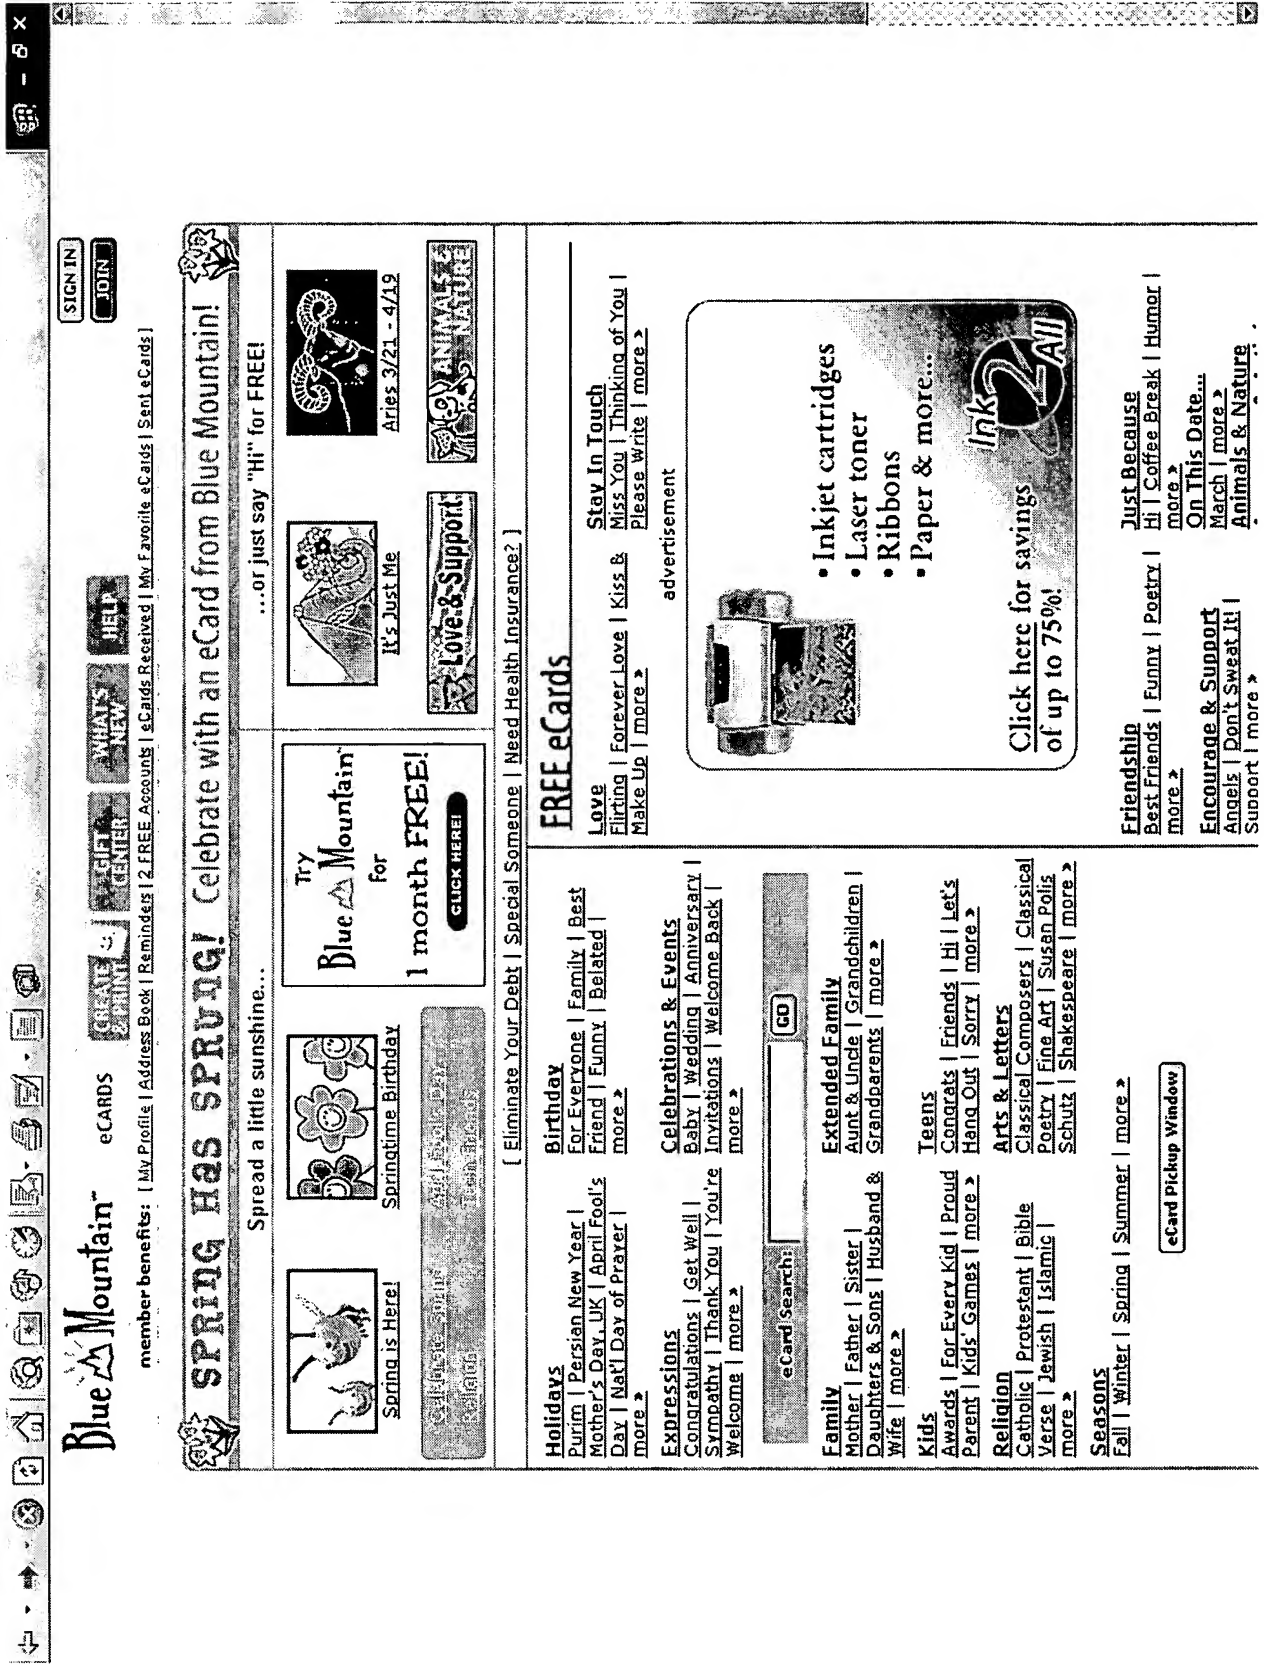 SIGN IN
JOIN
Blue Mountain™
eCARDS
CREATE & PRINT
GIFT CENTER
WHAT'S NEW
HELP
member benefits: [ My Profile | Address Book | Reminders | 2 FREE Accounts | eCards Received | My Favorite eCards | Sent eCards ]
SPRING HAS SPRUNG! Celebrate with an eCard from Blue Mountain!
Spread a little sunshine...
...or just say "Hi" for FREE!
Spring is Here!
Springtime Birthday
Try
Blue Mountain™
For
1 month FREE!
CLICK HERE!
It's Just Me
Aries 3/21 - 4/19
Celebrate Spring
Religion
April Fools' Day
Love & Support
ANIMALS & NATURE
[ Eliminate Your Debt | Special Someone | Need Health Insurance? ]
Holidays
Purim | Persian New Year |
Mother's Day, UK | April Fool's
Day | Nat'l Day of Prayer |
more »
Birthday
For Everyone | Family | Best
Friend | Funny | Belated |
more »
Expressions
Congratulations | Get Well |
Sympathy | Thank You | You're
Welcome | more »
Celebrations & Events
Baby | Wedding | Anniversary |
Invitations | Welcome Back |
more »
eCard Search:
GO
Family
Mother | Father | Sister |
Daughters & Sons | Husband &
Wife | more »
Extended Family
Aunt & Uncle | Grandchildren |
Grandparents | more »
Kids
Awards | For Every Kid | Proud
Parent | Kids' Games | more »
Teens
Congrats | Friends | Hi | Let's
Hang Out | Sorry | more »
Religion
Catholic | Protestant | Bible
Verse | Jewish | Islamic |
more »
Arts & Letters
Classical Composers | Classical
Poetry | Fine Art | Susan Polis
Schutz | Shakespeare | more »
Seasons
Fall | Winter | Spring | Summer | more »
eCard Pickup Window
FREE eCards
Love
Flirting | Forever Love | Kiss &
Make Up | more »
Stay In Touch
Miss You | Thinking of You |
Please Write | more »
advertisement
• Inkjet cartridges
• Laser toner
• Ribbons
• Paper & more...
Click here for savings
of up to 75%!
Ink 2 All
Friendship
Best Friends | Funny | Poetry |
more »
Just Because
Hi | Coffee Break | Humor |
more »
On This Date...
March | more »
Encourage & Support
Angels | Don't Sweat It! |
Support | more »
Animals & Nature